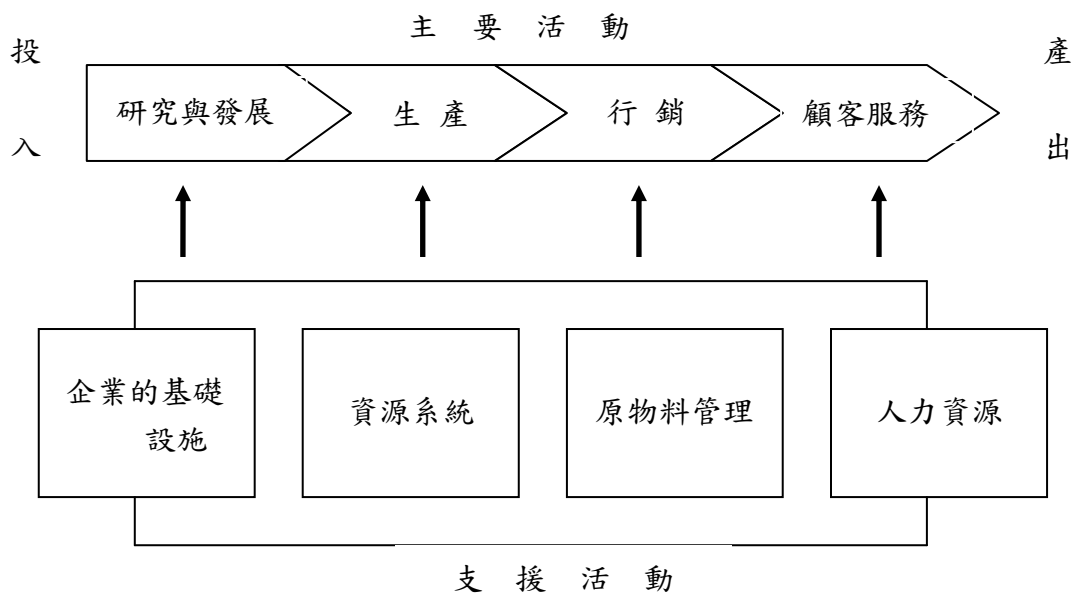 主要活動
投入
產出
研究與發展
生產
行銷
顧客服務
企業的基礎
設施
資源系統
原物料管理
人力資源
支援活動